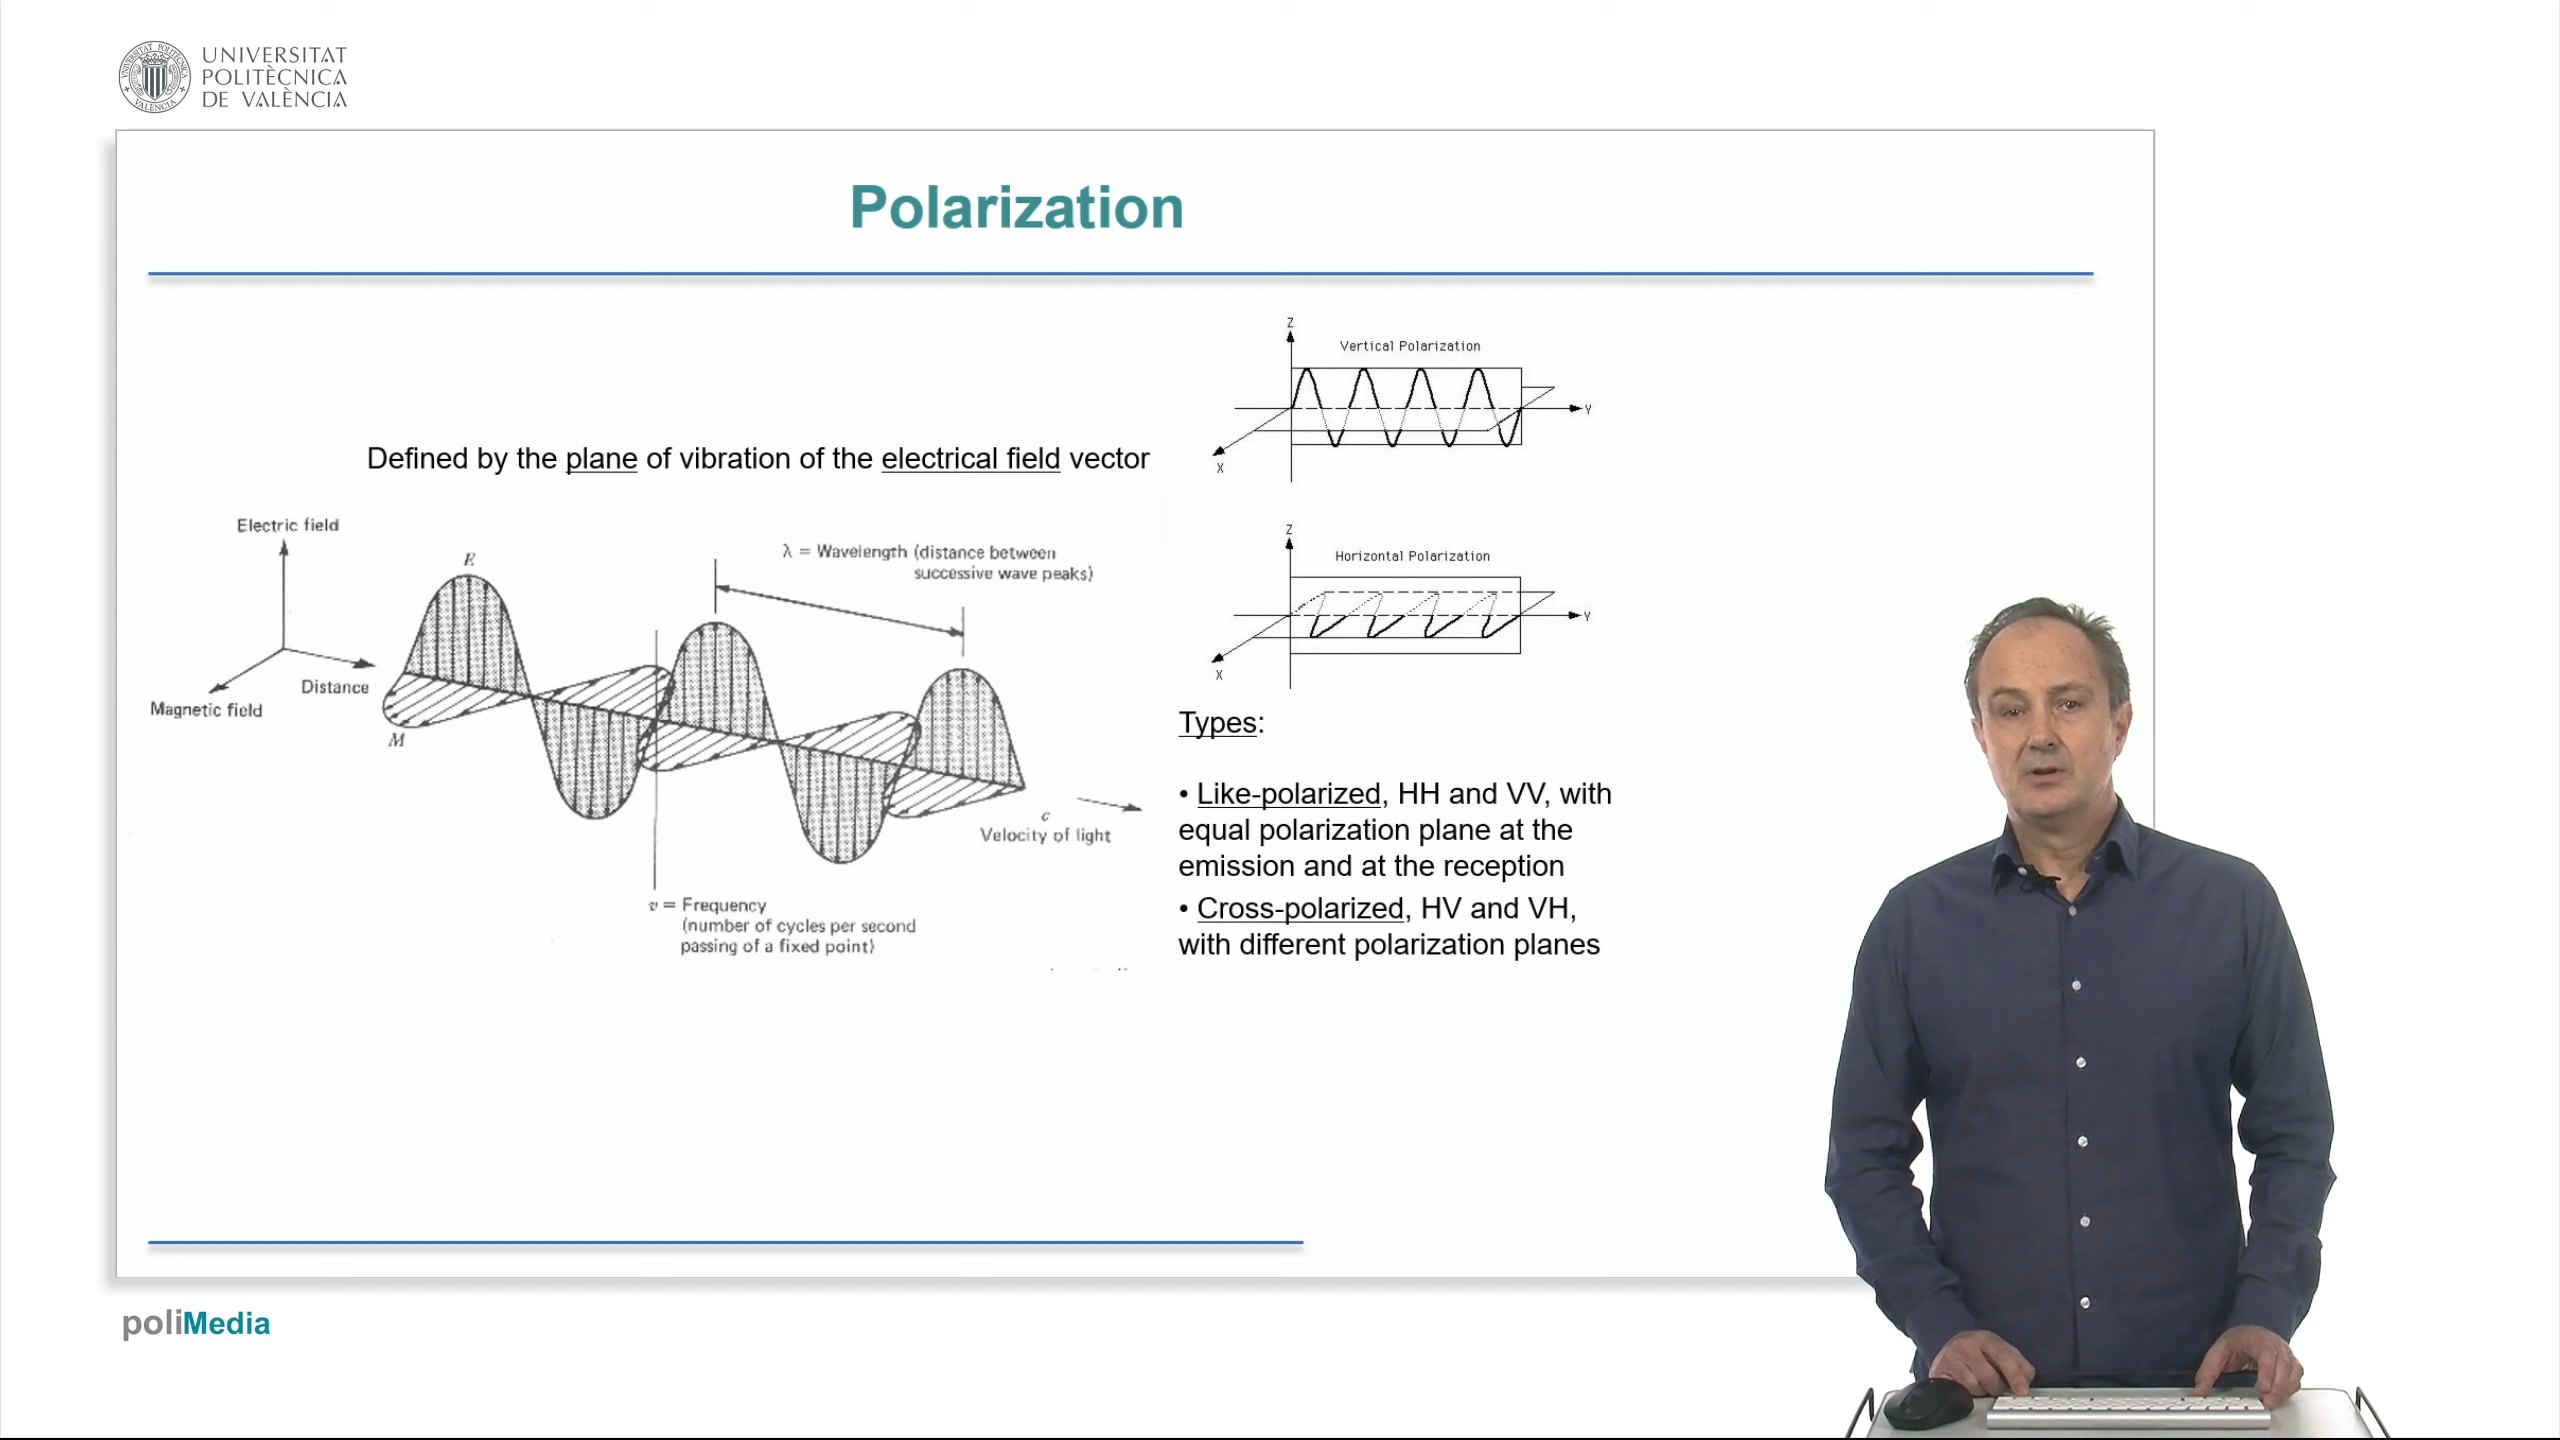 UNIVERSITAT
POLITÈCNICA
DE VALÈNCIA
Polarization
Defined by the plane of vibration of the electrical field vector
Electric field
Distance
Magnetic field
E
M
λ = Wavelength (distance between
successive wave peaks)
c
Velocity of light
ν = Frequency
(number of cycles per second
passing of a fixed point)
Z
Vertical Polarization
Y
X
Z
Horizontal Polarization
Y
X
Types:
• Like-polarized, HH and VV, with
equal polarization plane at the
emission and at the reception
• Cross-polarized, HV and VH,
with different polarization planes
poliMedia